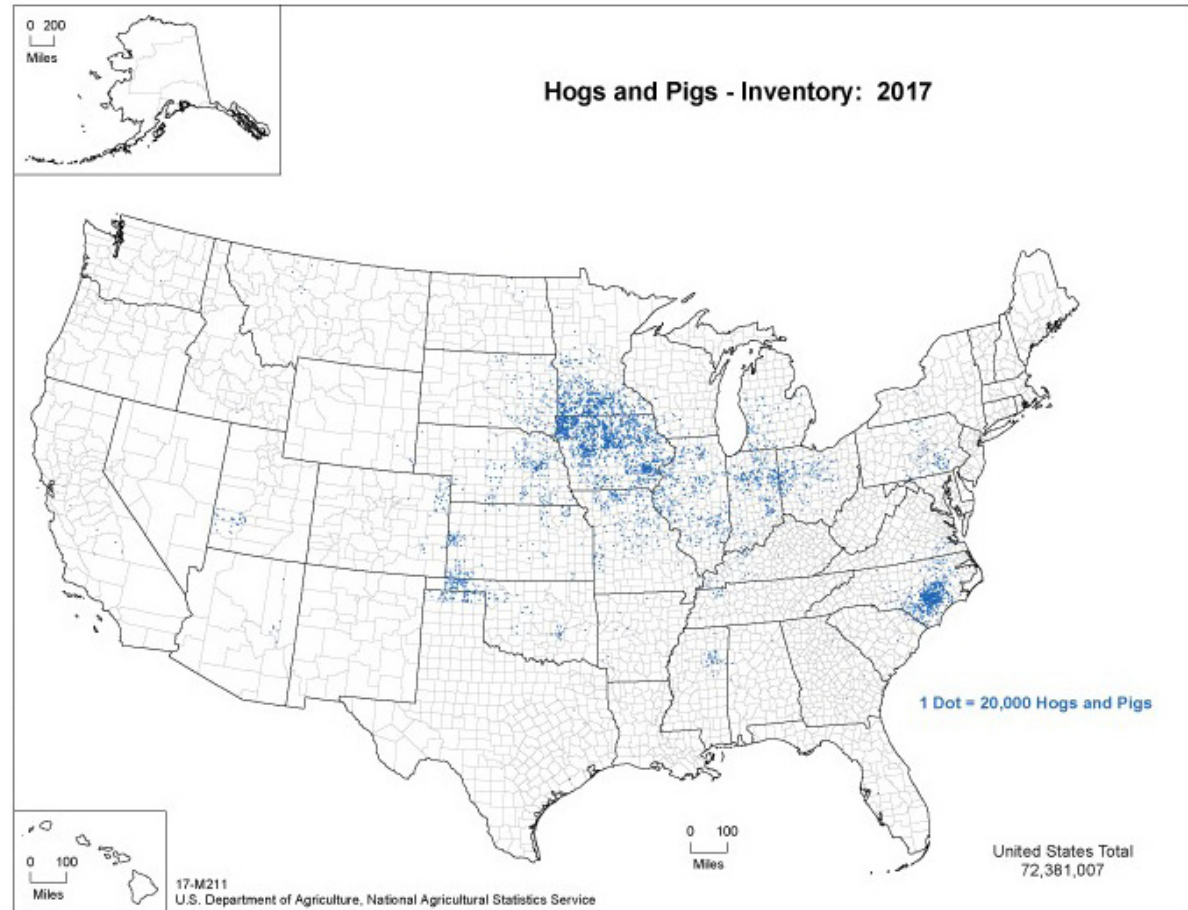 0 200
Miles
Hogs and Pigs - Inventory: 2017
1 Dot = 20,000 Hogs and Pigs
0 100
Miles
0 100
Miles
United States Total
72,381,007
17-M211
U.S. Department of Agriculture, National Agricultural Statistics Service